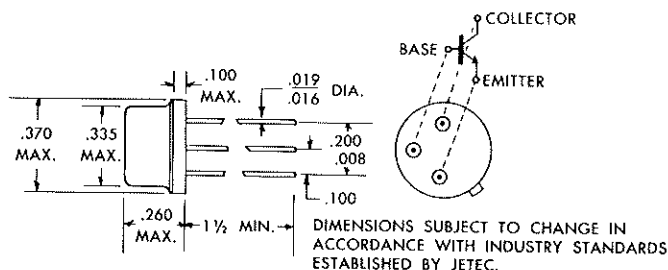 COLLECTOR
BASE
EMITTER
.100
MAX.
.019
.016
DIA.
.370
MAX.
.335
MAX.
.200
.008
.100
.260
MAX.
1½ MIN.
DIMENSIONS SUBJECT TO CHANGE IN
ACCORDANCE WITH INDUSTRY STANDARDS
ESTABLISHED BY JETEC.